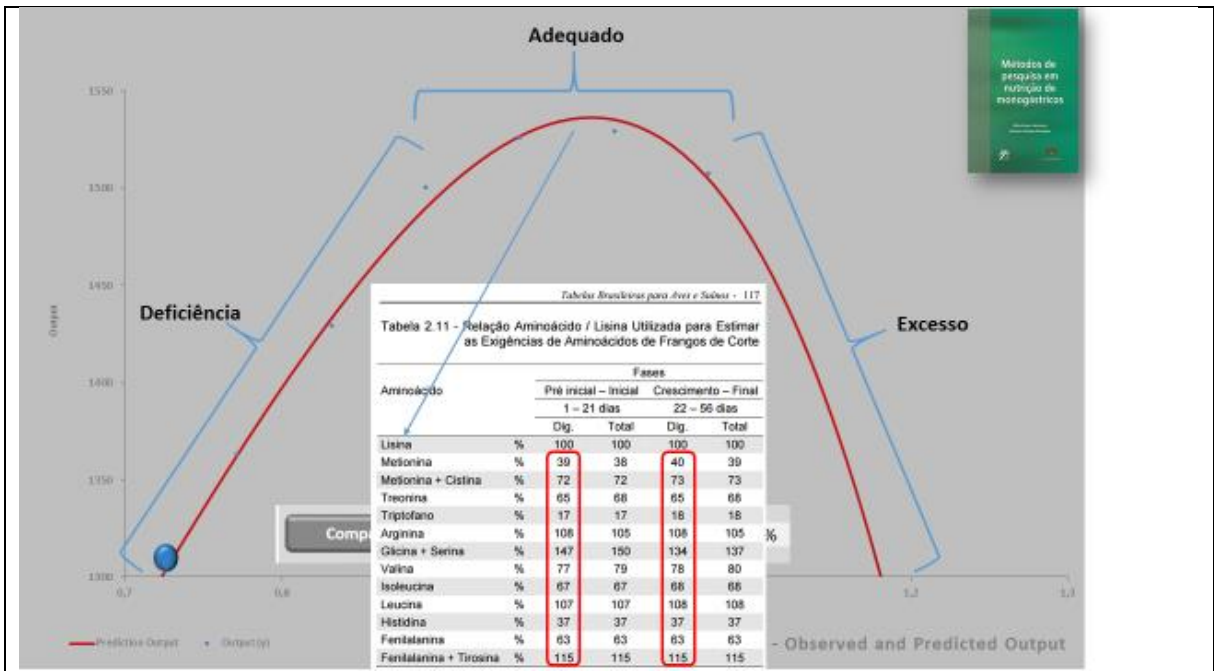 Adequado
Métodos de
pesquisa em
nutrição de
monogástricos
1550
1500
1450
1400
1350
1300
Output
Deficiência
Excesso
Tabelas Brasileiras para Aves e Suínos - 117
Tabela 2.11 - Relação Aminoácido / Lisina Utilizada para Estimar
as Exigências de Aminoácidos de Frangos de Corte
Fases
Aminoácido Pré inicial – Inicial Crescimento – Final
1 – 21 dias 22 – 56 dias
Dig. Total Dig. Total
Lisina % 100 100 100 100
Metionina % 39 38 40 39
Metionina + Cistina % 72 72 73 73
Treonina % 65 68 65 68
Triptofano % 17 17 18 18
Arginina % 108 105 108 105
Glicina + Serina % 147 150 134 137
Valina % 77 79 78 80
Isoleucina % 67 67 68 68
Leucina % 107 107 108 108
Histidina % 37 37 37 37
Fenilalanina % 63 63 63 63
Fenilalanina + Tirosina % 115 115 115 115
Comp %
0,7 0,8 1,2 1,3
Prediction Output Output(y) - Observed and Predicted Output